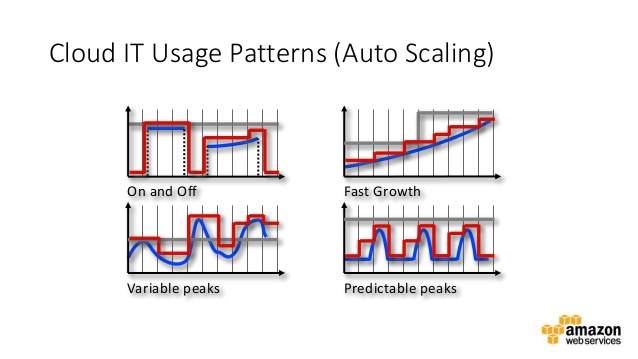 Cloud IT Usage Patterns (Auto Scaling)
On and Off
Fast Growth
Variable peaks
Predictable peaks
amazon
web services